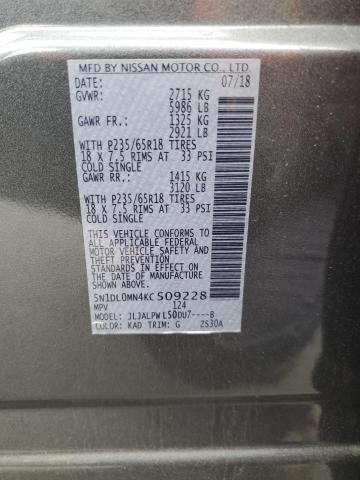 MFD BY NISSAN MOTOR CO., LTD.
DATE: 07/18
GVWR: 2715 KG
5986 LB
GAWR FR.: 1325 KG
2921 LB
WITH P235/65R18 TIRES
18 X 7.5 RIMS AT 33 PSI
COLD SINGLE
GAWR RR.: 1415 KG
3120 LB
WITH P235/65R18 TIRES
18 X 7.5 RIMS AT 33 PSI
COLD SINGLE
THIS VEHICLE CONFORMS TO
ALL APPLICABLE FEDERAL
MOTOR VEHICLE SAFETY AND
THEFT PREVENTION
STANDARDS IN EFFECT ON
THE DATE OF MANUFACTURE
SHOWN ABOVE.
5N1DL0MN4KC509228
MPV 124
MODEL: JLJALPWL50DU7----B
COLOR: KAD TRIM: G 2S30A